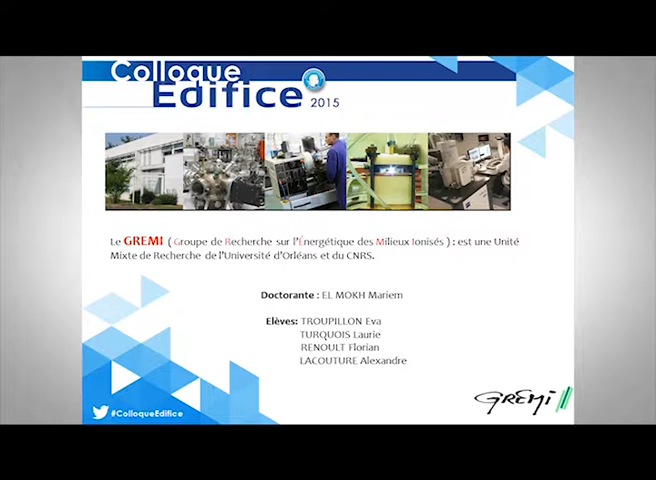 Colloque
Edifice 2015
Le GREMI ( Groupe de Recherche sur l'Énergétique des Milieux Ionisés ) : est une Unité
Mixte de Recherche de l'Université d'Orléans et du CNRS.
Doctorante : EL MOKH Mariem
Elèves: TROUPILLON Eva
TURQUOIS Laurie
RENOULT Florian
LACOUTURE Alexandre
#ColloqueEdifice
GREMI